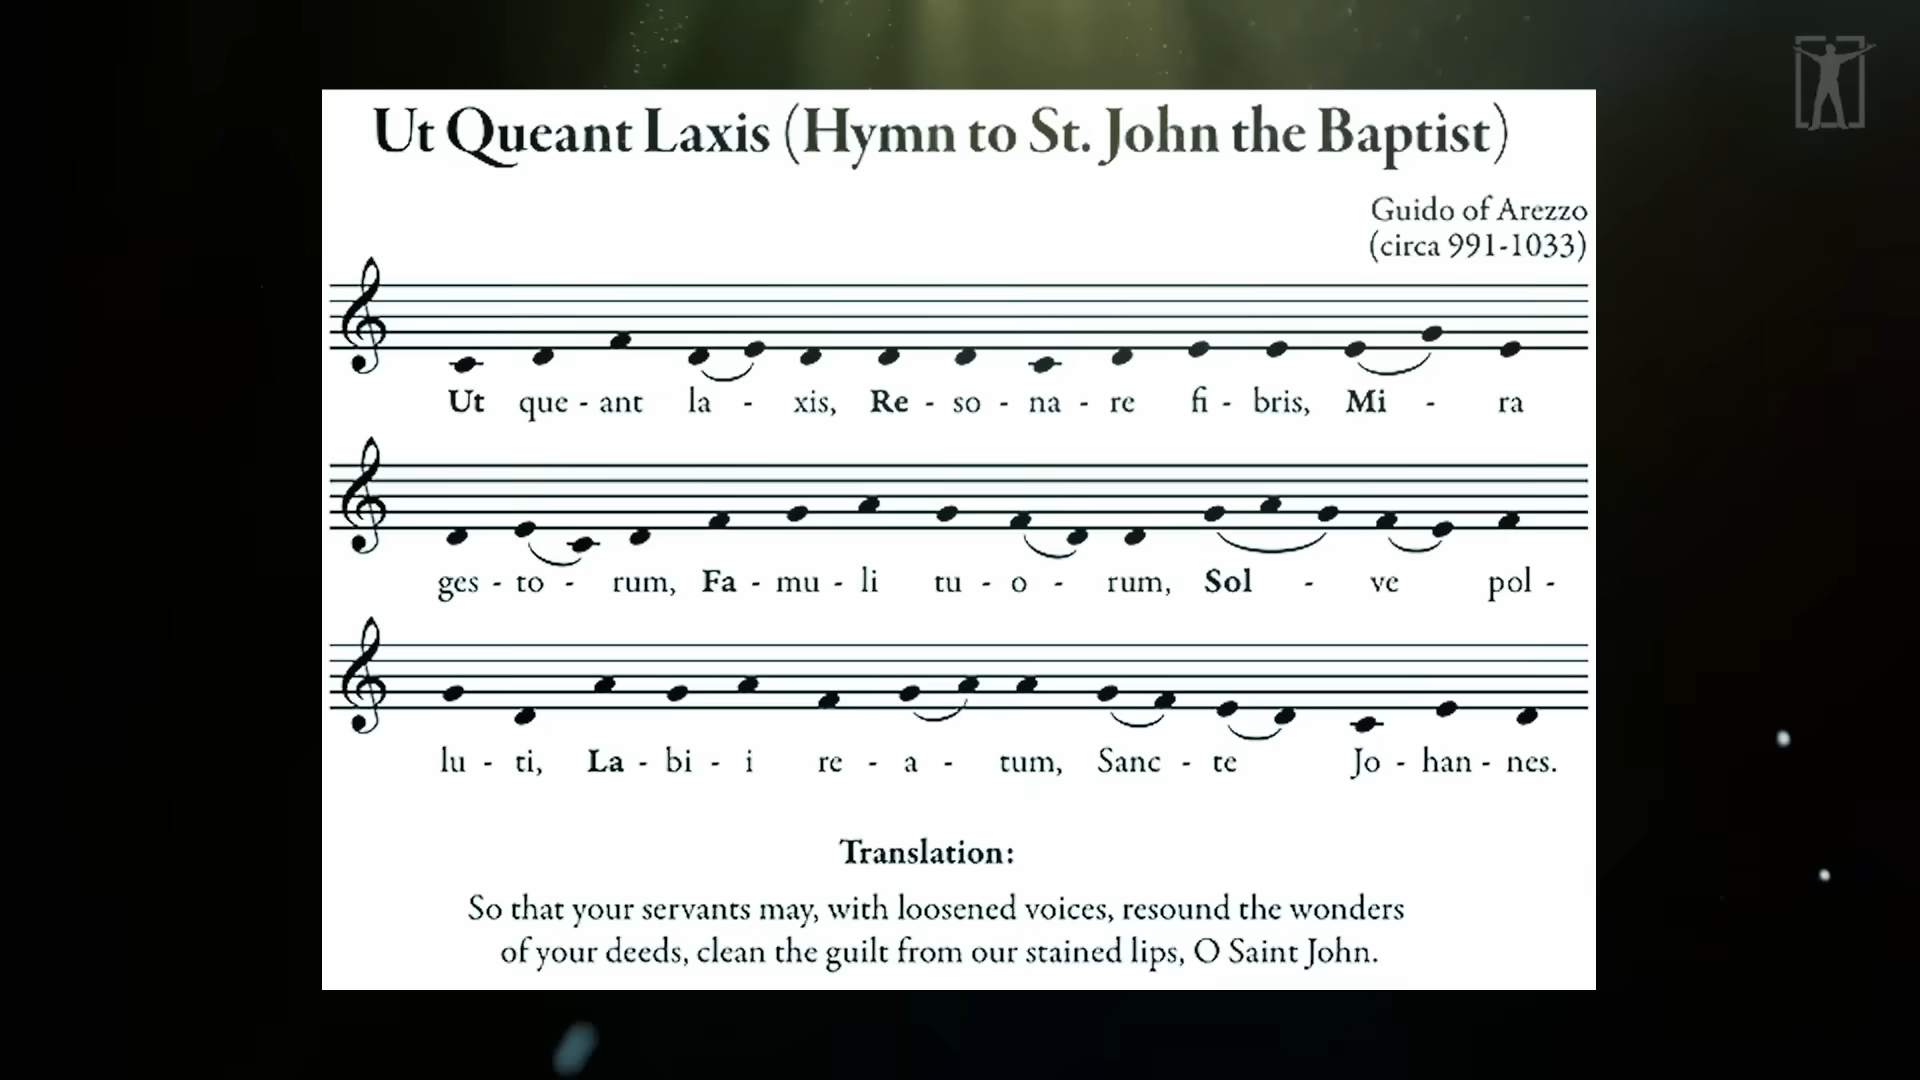 Ut Queant Laxis (Hymn to St. John the Baptist)
Guido of Arezzo
(circa 991-1033)
Ut que - ant la - xis, Re - so - na - re fi - bris, Mi - ra
ges - to - rum, Fa - mu - li tu - o - rum, Sol - ve pol -
lu - ti, La - bi - i re - a - tum, Sanc - te Jo - han - nes.
Translation:
So that your servants may, with loosened voices, resound the wonders
of your deeds, clean the guilt from our stained lips, O Saint John.